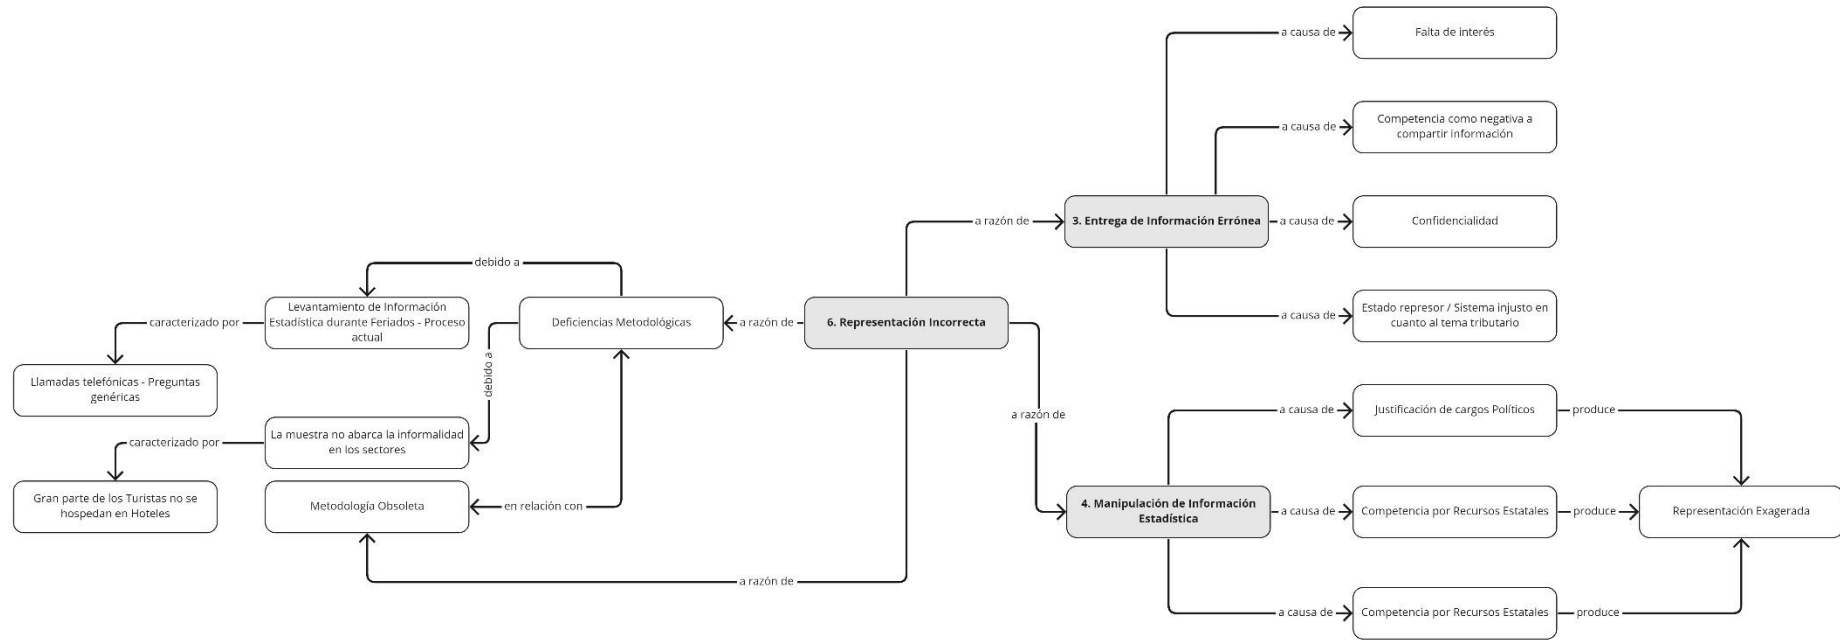 a causa de
Falta de interés
a causa de
Competencia como negativa a
compartir información
a razón de
3. Entrega de Información Errónea
a causa de
Confidencialidad
debido a
Levantamiento de Información
Estadística durante Feriados - Proceso
actual
caracterizado por
Deficiencias Metodológicas
a razón de
6. Representación Incorrecta
a causa de
Estado represor / Sistema injusto en
cuanto al tema tributario
Llamadas telefónicas - Preguntas
genéricas
debido a
a razón de
a causa de
Justificación de cargos Políticos
produce
La muestra no abarca la informalidad
en los sectores
caracterizado por
Gran parte de los Turistas no se
hospedan en Hoteles
Metodología Obsoleta
en relación con
4. Manipulación de Información
Estadística
a causa de
Competencia por Recursos Estatales
produce
Representación Exagerada
a razón de
a causa de
Competencia por Recursos Estatales
produce